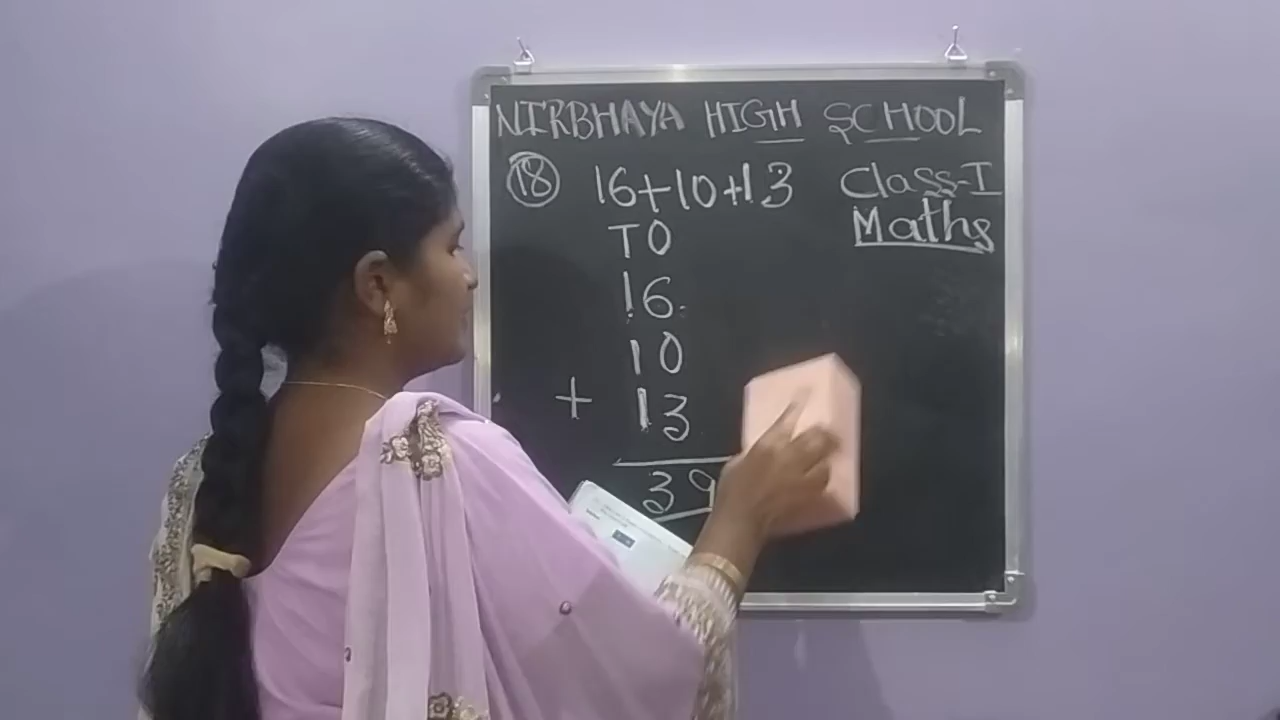 NIRBHAYA HIGH SCHOOL
18 16+10+13 Class-I
Maths
TO
16
10
+ 13
39